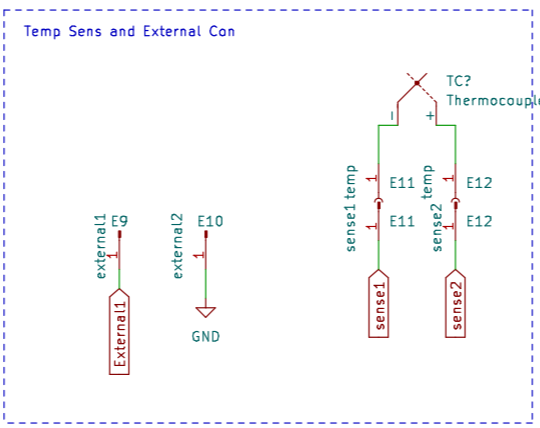 Temp Sens and External Con
TC?
Thermocouple
- +
temp
1
E11
temp
1
E12
sense1
1
E11
sense2
1
E12
external1
1
E9
external2
1
E10
External1
GND
sense1
sense2